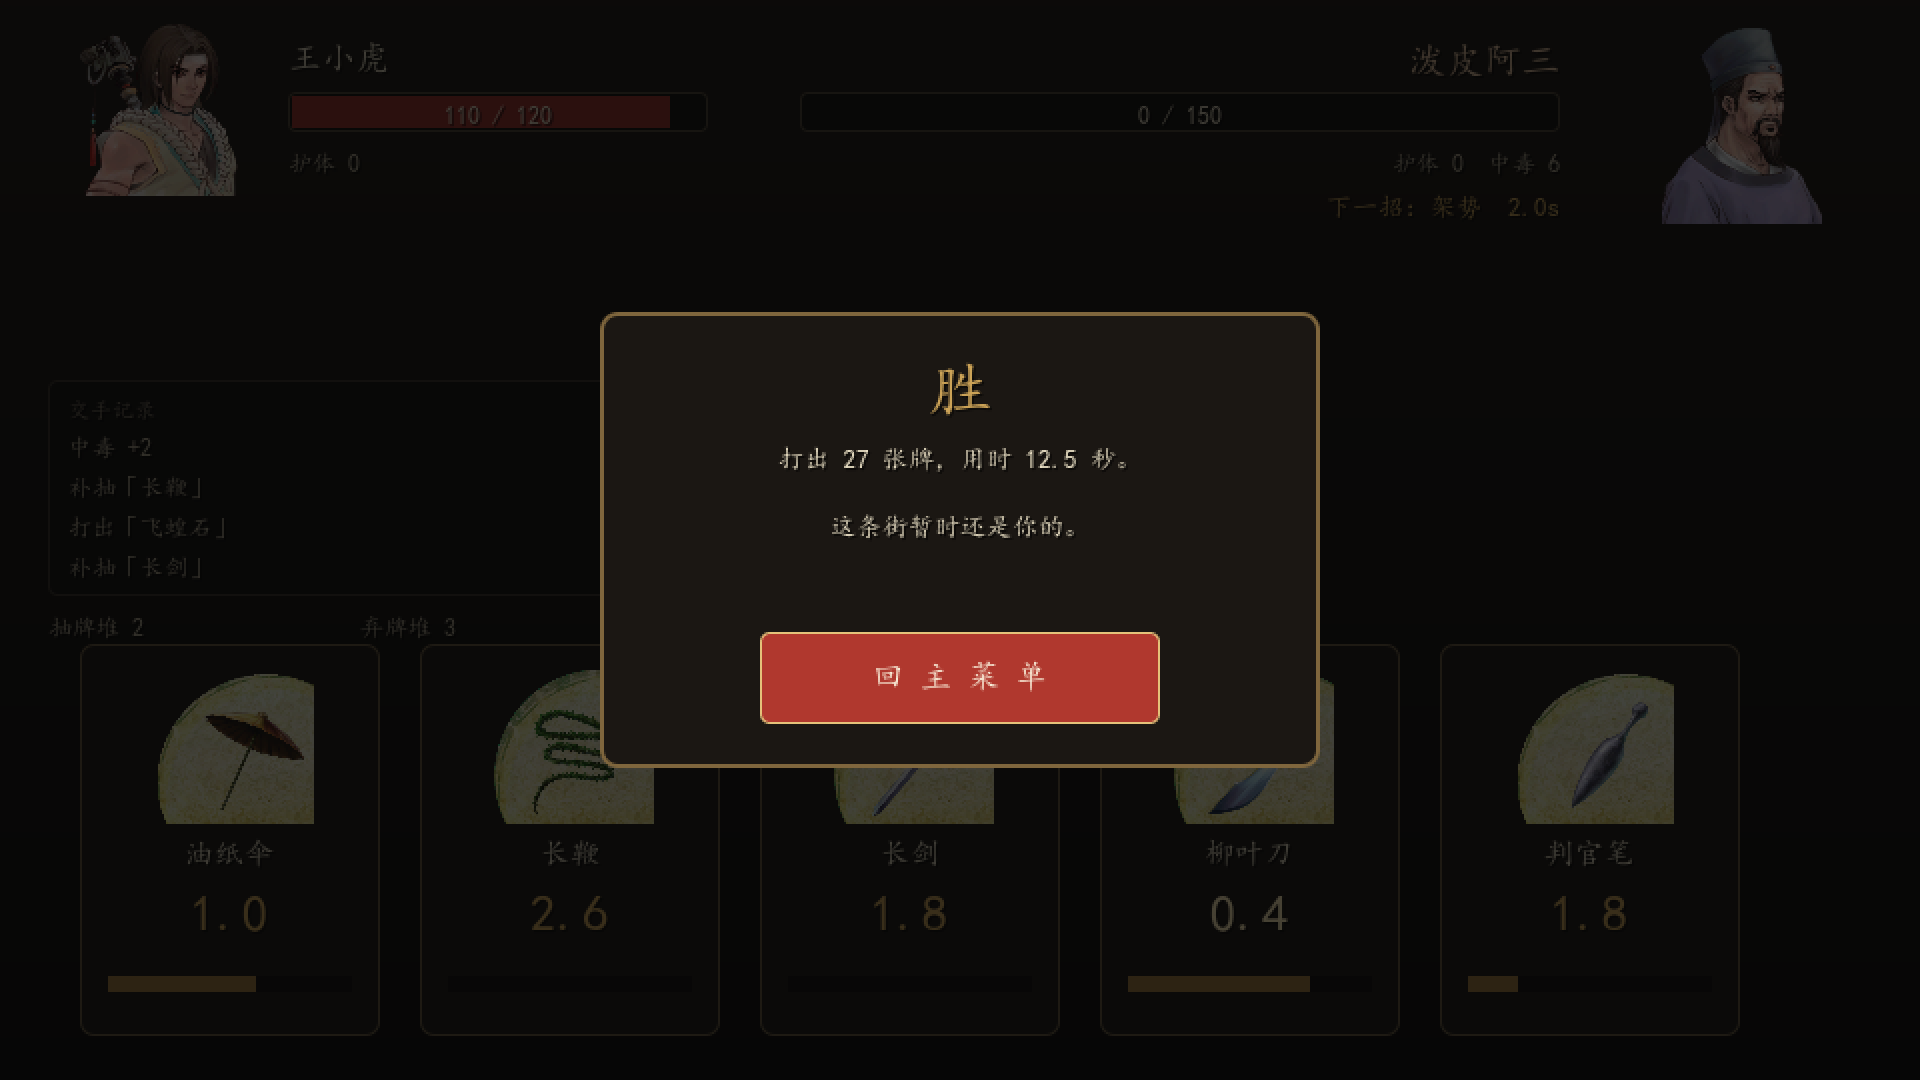 王小虎
110 / 120
护体 0
泼皮阿三
0 / 150
护体 0 中毒 6
下一招: 架势 2.0s
交手记录
中毒 +2
补抽「长鞭」
打出「飞蝗石」
补抽「长剑」
胜
打出 27 张牌, 用时 12.5 秒。
这条街暂时还是你的。
回主菜单
抽牌堆 2
弃牌堆 3
油纸伞
1.0
长鞭
2.6
长剑
1.8
柳叶刀
0.4
判官笔
1.8